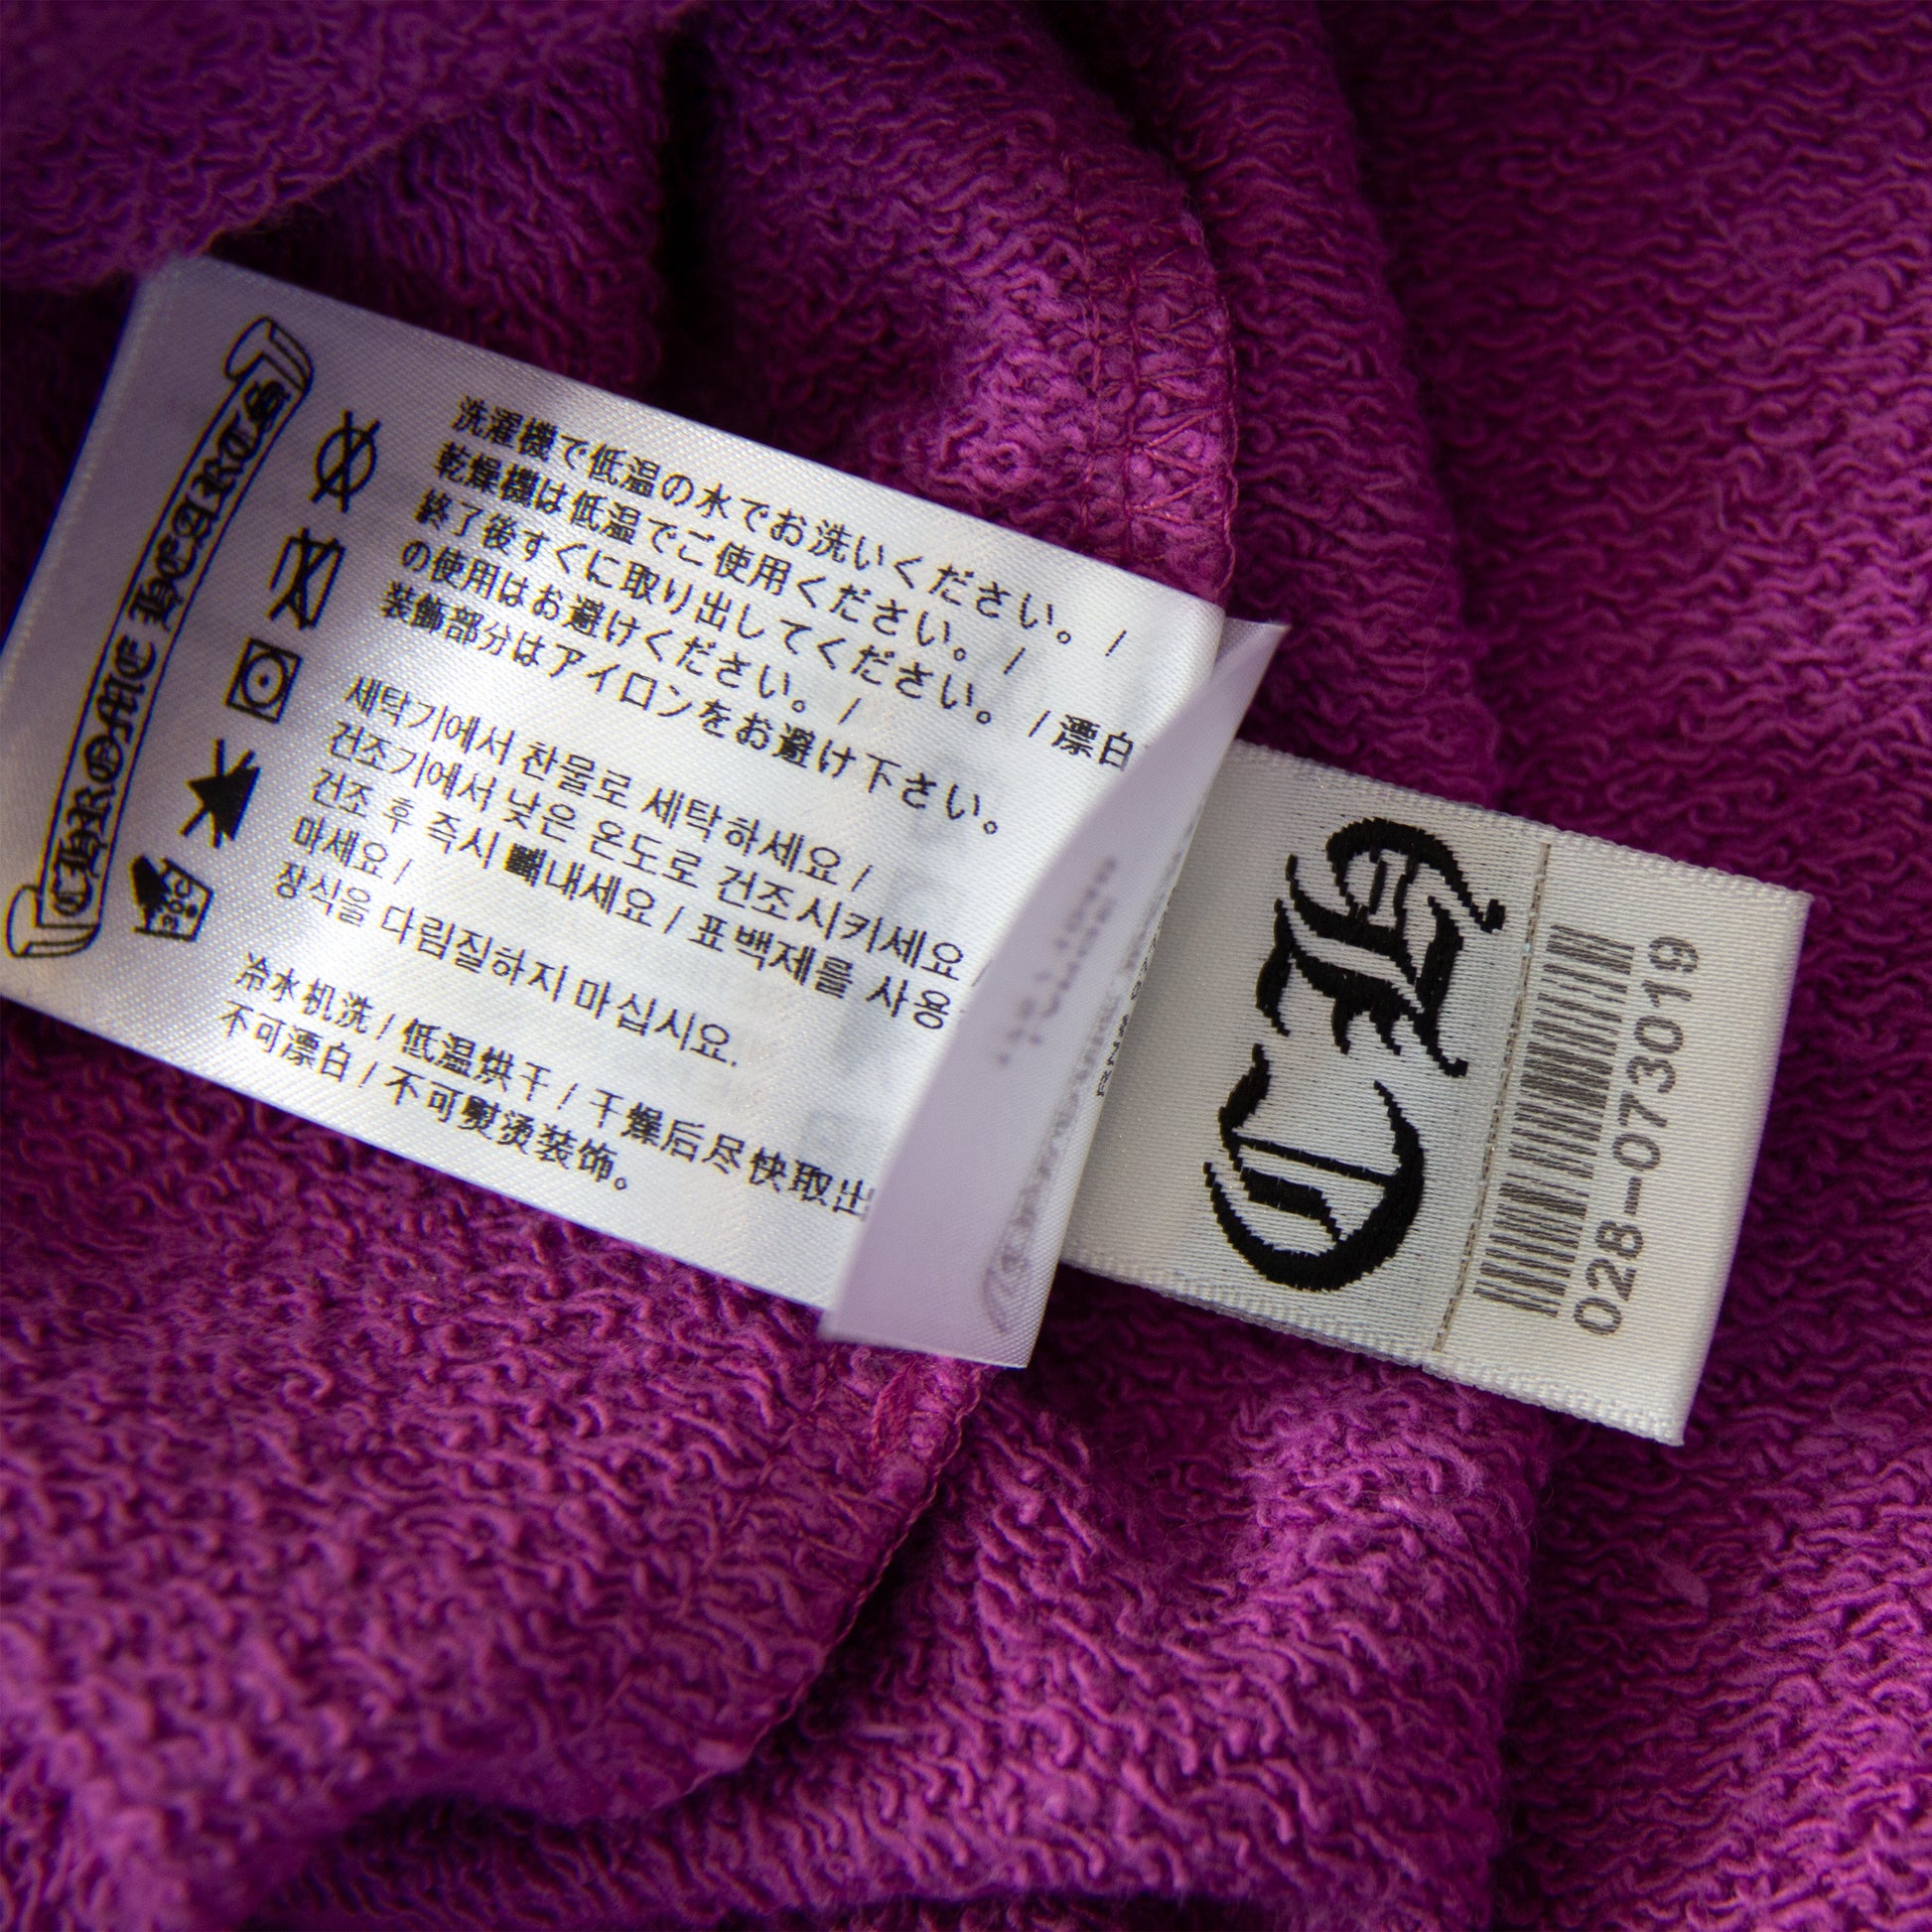 CHROME HEARTS
30C
洗濯機で低温の水でお洗いください。 /
乾燥機は低温でご使用ください。 /
終了後すぐに取り出してください。 / 漂白
の使用はお避けください。 /
装飾部分はアイロンをお避け下さい。
세탁기에서 찬물로 세탁하세요 /
건조기에서 낮은 온도로 건조시키세요
건조 후 즉시 빼내세요 / 표백제를 사용
마세요 /
장식을 다림질하지 마십시오.
冷水机洗 / 低温烘干 / 干燥后尽快取出
不可漂白 / 不可熨烫装饰。
CH
028-073019